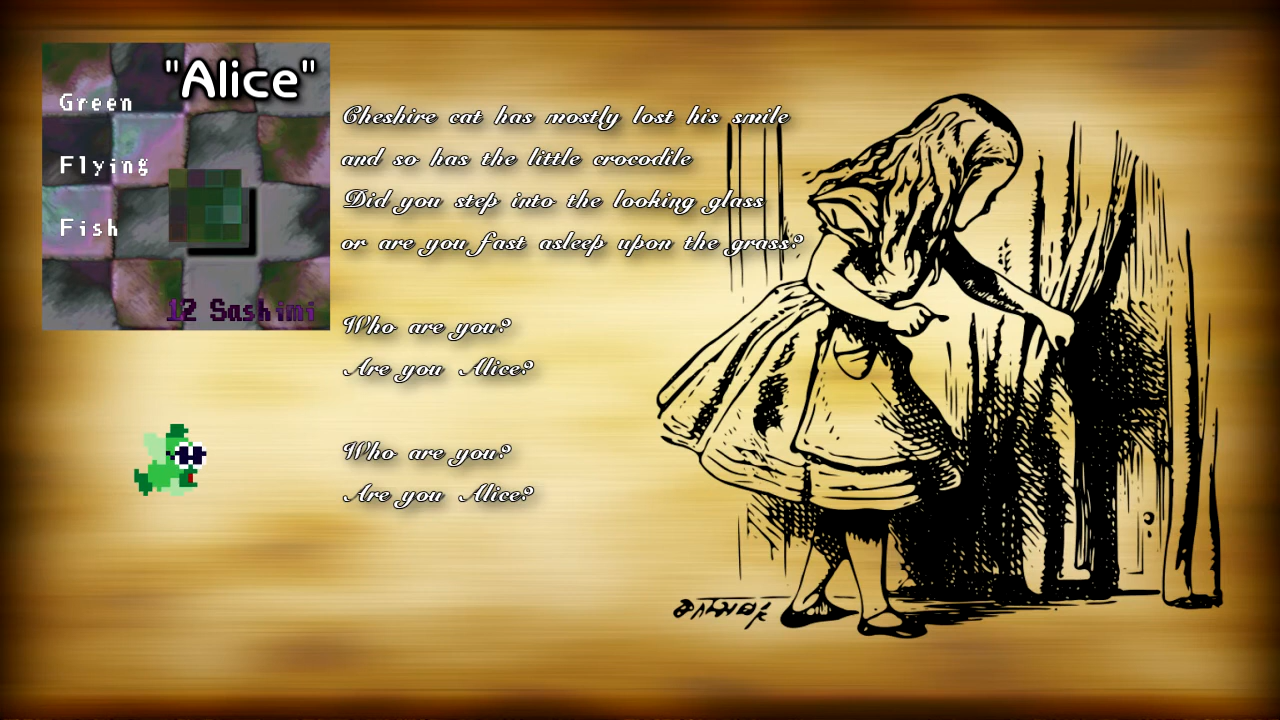 "Alice"
Green
Flying
Fish
12 Sashimi
Cheshire cat has mostly lost his smile
and so has the little crocodile
Did you step into the looking glass
or are you fast asleep upon the grass?
Who are you?
Are you Alice?
Who are you?
Are you Alice?